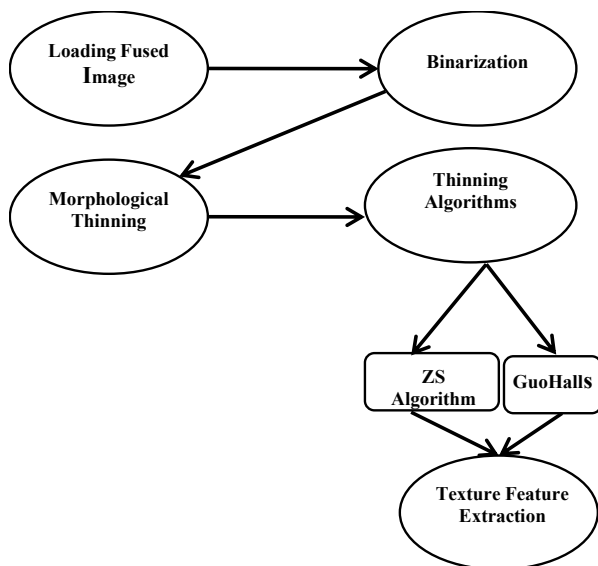 Loading Fused
Image
Binarization
Morphological
Thinning
Thinning
Algorithms
ZS
Algorithm
GuoHalls
Texture Feature
Extraction